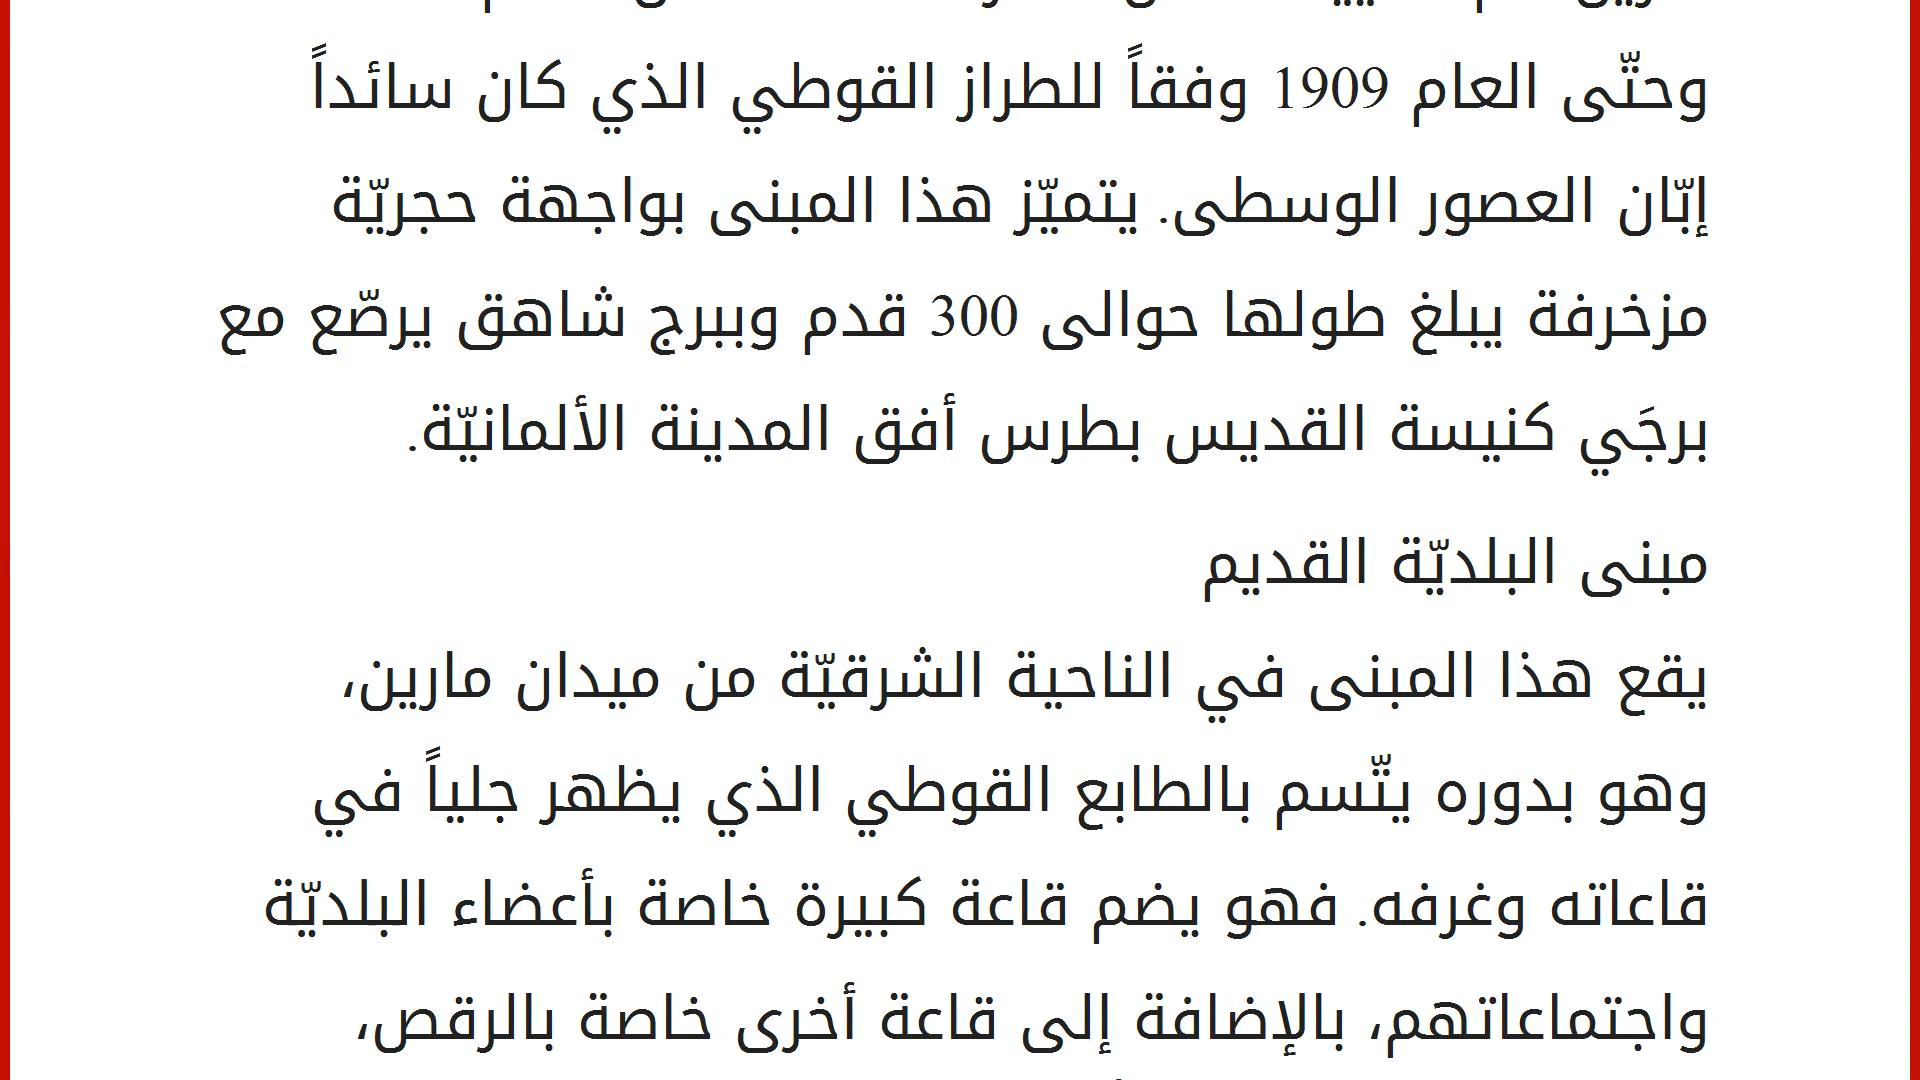 وحتّى العام 1909 وفقاً للطراز القوطي الذي كان سائداً
إبّان العصور الوسطى. يتميّز هذا المبنى بواجهة حجريّة
مزخرفة يبلغ طولها حوالى 300 قدم وببرج شاهق يرصّع مع
برجَي كنيسة القديس بطرس أفق المدينة الألمانيّة.
مبنى البلديّة القديم
يقع هذا المبنى في الناحية الشرقيّة من ميدان مارين،
وهو بدوره يتّسم بالطابع القوطي الذي يظهر جلياً في
قاعاته وغرفه. فهو يضم قاعة كبيرة خاصة بأعضاء البلديّة
واجتماعاتهم، بالإضافة إلى قاعة أخرى خاصة بالرقص،